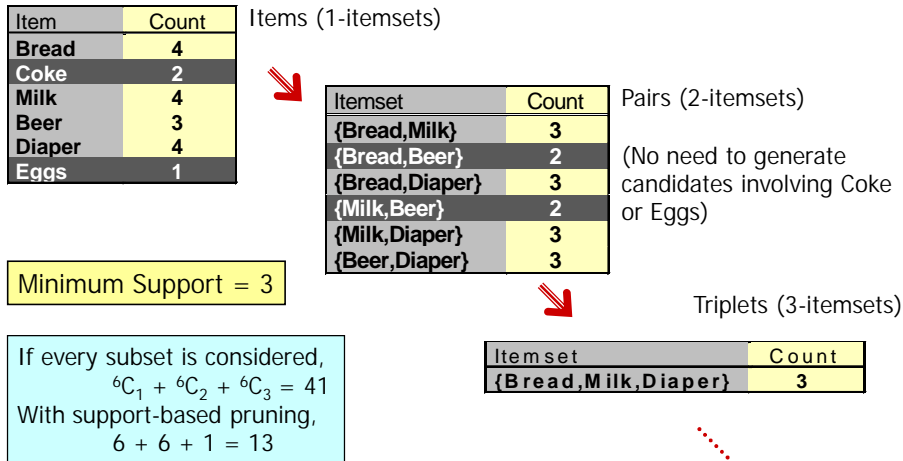 Item Count
Bread 4
Coke 2
Milk 4
Beer 3
Diaper 4
Eggs 1
Items (1-itemsets)
Itemset Count
{Bread,Milk} 3
{Bread,Beer} 2
{Bread,Diaper} 3
{Milk,Beer} 2
{Milk,Diaper} 3
{Beer,Diaper} 3
Pairs (2-itemsets)
(No need to generate
candidates involving Coke
or Eggs)
Minimum Support = 3
Triplets (3-itemsets)
Itemset Count
{Bread,Milk,Diaper} 3
If every subset is considered,
⁶C₁ + ⁶C₂ + ⁶C₃ = 41
With support-based pruning,
6 + 6 + 1 = 13